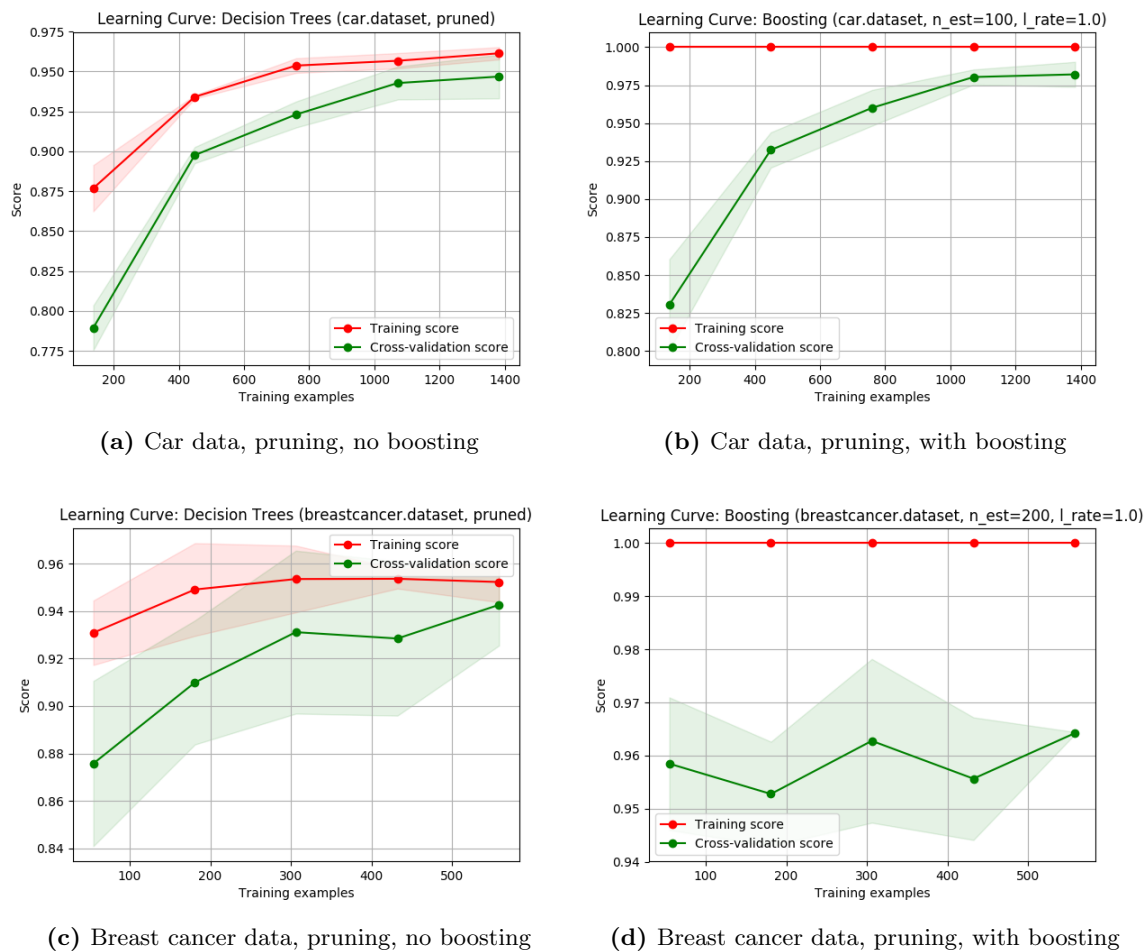 Learning Curve: Decision Trees (car.dataset, pruned)
0.975
0.950
0.925
0.900
0.875
0.850
0.825
0.800
0.775
Score
Training score
Cross-validation score
200 400 600 800 1000 1200 1400
Training examples
(a) Car data, pruning, no boosting
Learning Curve: Boosting (car.dataset, n_est=100, l_rate=1.0)
1.000
0.975
0.950
0.925
0.900
0.875
0.850
0.825
0.800
Score
Training score
Cross-validation score
200 400 600 800 1000 1200 1400
Training examples
(b) Car data, pruning, with boosting
Learning Curve: Decision Trees (breastcancer.dataset, pruned)
Training score
Cross-validation score
0.96
0.94
0.92
0.90
0.88
0.86
0.84
Score
100 200 300 400 500
Training examples
(c) Breast cancer data, pruning, no boosting
Learning Curve: Boosting (breastcancer.dataset, n_est=200, l_rate=1.0)
1.00
0.99
0.98
0.97
0.96
0.95
0.94
Score
Training score
Cross-validation score
100 200 300 400 500
Training examples
(d) Breast cancer data, pruning, with boosting